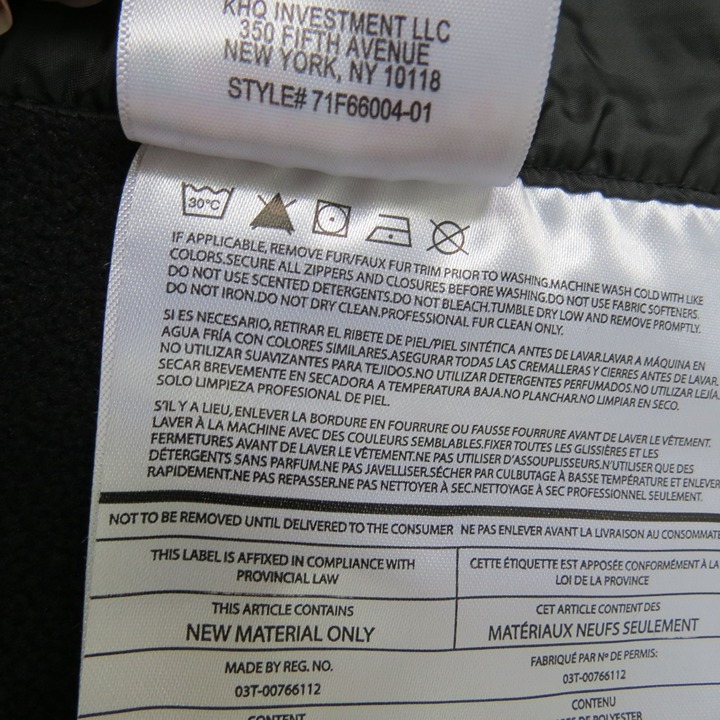 KHQ INVESTMENT LLC
350 FIFTH AVENUE
NEW YORK, NY 10118
STYLE# 71F66004-01
30°C
IF APPLICABLE, REMOVE FUR/FAUX FUR TRIM PRIOR TO WASHING.MACHINE WASH COLD WITH LIKE
COLORS.SECURE ALL ZIPPERS AND CLOSURES BEFORE WASHING.DO NOT USE FABRIC SOFTENERS.
DO NOT USE SCENTED DETERGENTS.DO NOT BLEACH.TUMBLE DRY LOW AND REMOVE PROMPTLY.
DO NOT IRON.DO NOT DRY CLEAN.PROFESSIONAL FUR CLEAN ONLY.
SI ES NECESARIO, RETIRAR EL RIBETE DE PIEL/PIEL SINTÉTICA ANTES DE LAVAR.LAVAR A MÁQUINA EN
AGUA FRÍA CON COLORES SIMILARES.ASEGURAR TODAS LAS CREMALLERAS Y CIERRES ANTES DE LAVAR.
NO UTILIZAR SUAVIZANTES PARA TEJIDOS.NO UTILIZAR DETERGENTES PERFUMADOS.NO UTILIZAR LEJÍA.
SECAR BREVEMENTE EN SECADORA A TEMPERATURA BAJA.NO PLANCHAR.NO LIMPIAR EN SECO.
SOLO LIMPIEZA PROFESIONAL DE PIEL.
S'IL Y A LIEU, ENLEVER LA BORDURE EN FOURRURE OU FAUSSE FOURRURE AVANT DE LAVER LE VÊTEMENT.
LAVER À LA MACHINE AVEC DES COULEURS SEMBLABLES.FIXER TOUTES LES GLISSIÈRES ET LES
FERMETURES AVANT DE LAVER LE VÊTEMENT.NE PAS UTILISER D'ASSOUPLISSEURS.N'UTILISER QUE DES
DÉTERGENTS SANS PARFUM.NE PAS JAVELLISER.SÉCHER PAR CULBUTAGE À BASSE TEMPÉRATURE ET ENLEVER
RAPIDEMENT.NE PAS REPASSER.NE PAS NETTOYER À SEC.NETTOYAGE À SEC PROFESSIONNEL SEULEMENT.
NOT TO BE REMOVED UNTIL DELIVERED TO THE CONSUMER NE PAS ENLEVER AVANT LA LIVRAISON AU CONSOMMATE
THIS LABEL IS AFFIXED IN COMPLIANCE WITH
PROVINCIAL LAW
CETTE ÉTIQUETTE EST APPOSÉE CONFORMÉMENT À LA
LOI DE LA PROVINCE
THIS ARTICLE CONTAINS
NEW MATERIAL ONLY
CET ARTICLE CONTIENT DES
MATÉRIAUX NEUFS SEULEMENT
MADE BY REG. NO.
03T-00766112
FABRIQUÉ PAR Nº DE PERMIS:
03T-00766112
CONTENT
CONTENU
DE POLYESTER